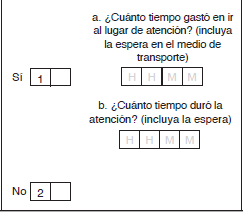 a. ¿Cuánto tiempo gastó en ir
al lugar de atención? (incluya
la espera en el medio de
transporte)
Sí 1 H H M M
b. ¿Cuánto tiempo duró la
atención? (incluya la espera)
H H M M
No 2